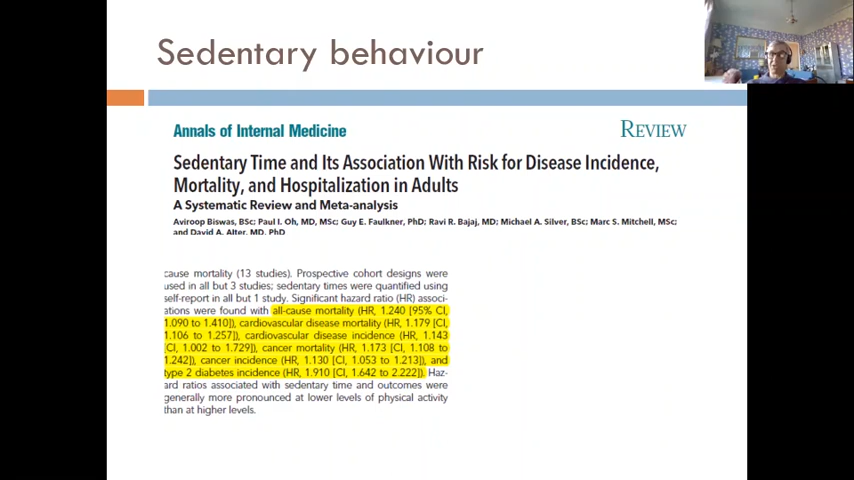 Sedentary behaviour
Annals of Internal Medicine
REVIEW
Sedentary Time and Its Association With Risk for Disease Incidence,
Mortality, and Hospitalization in Adults
A Systematic Review and Meta-analysis
Aviroop Biswas, BSc; Paul I. Oh, MD, MSc; Guy E. Faulkner, PhD; Ravi R. Bajaj, MD; Michael A. Silver, BSc; Marc S. Mitchell, MSc;
and David A. Alter, MD, PhD
cause mortality (13 studies). Prospective cohort designs were
used in all but 3 studies; sedentary times were quantified using
self-report in all but 1 study. Significant hazard ratio (HR) associ-
ations were found with all-cause mortality (HR, 1.240 [95% CI,
1.090 to 1.410]), cardiovascular disease mortality (HR, 1.179 [CI,
1.106 to 1.257]), cardiovascular disease incidence (HR, 1.143
[CI, 1.002 to 1.729]), cancer mortality (HR, 1.173 [CI, 1.108 to
1.242]), cancer incidence (HR, 1.130 [CI, 1.053 to 1.213]), and
type 2 diabetes incidence (HR, 1.910 [CI, 1.642 to 2.222]). Haz-
ard ratios associated with sedentary time and outcomes were
generally more pronounced at lower levels of physical activity
than at higher levels.